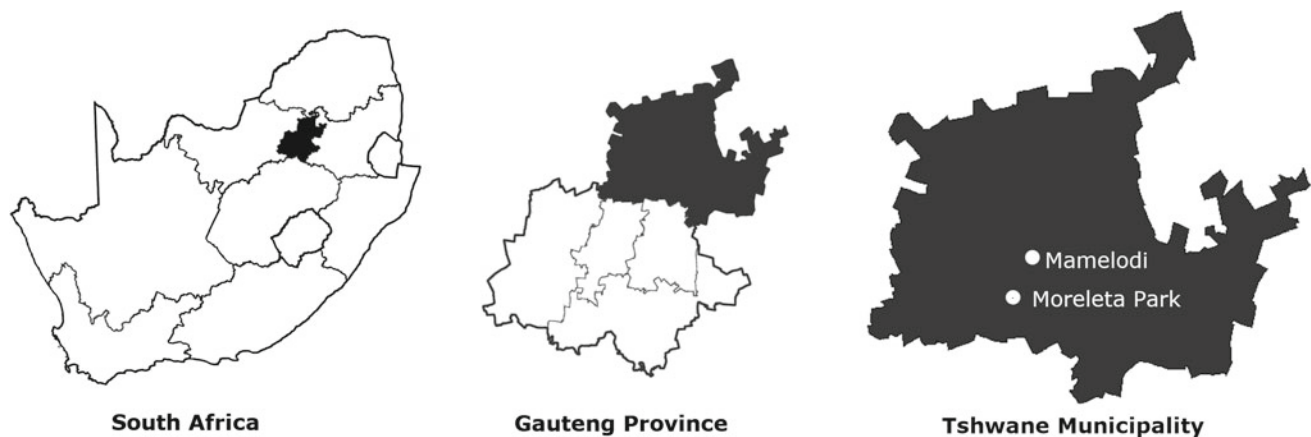 Mamelodi
Moreleta Park
South Africa
Gauteng Province
Tshwane Municipality